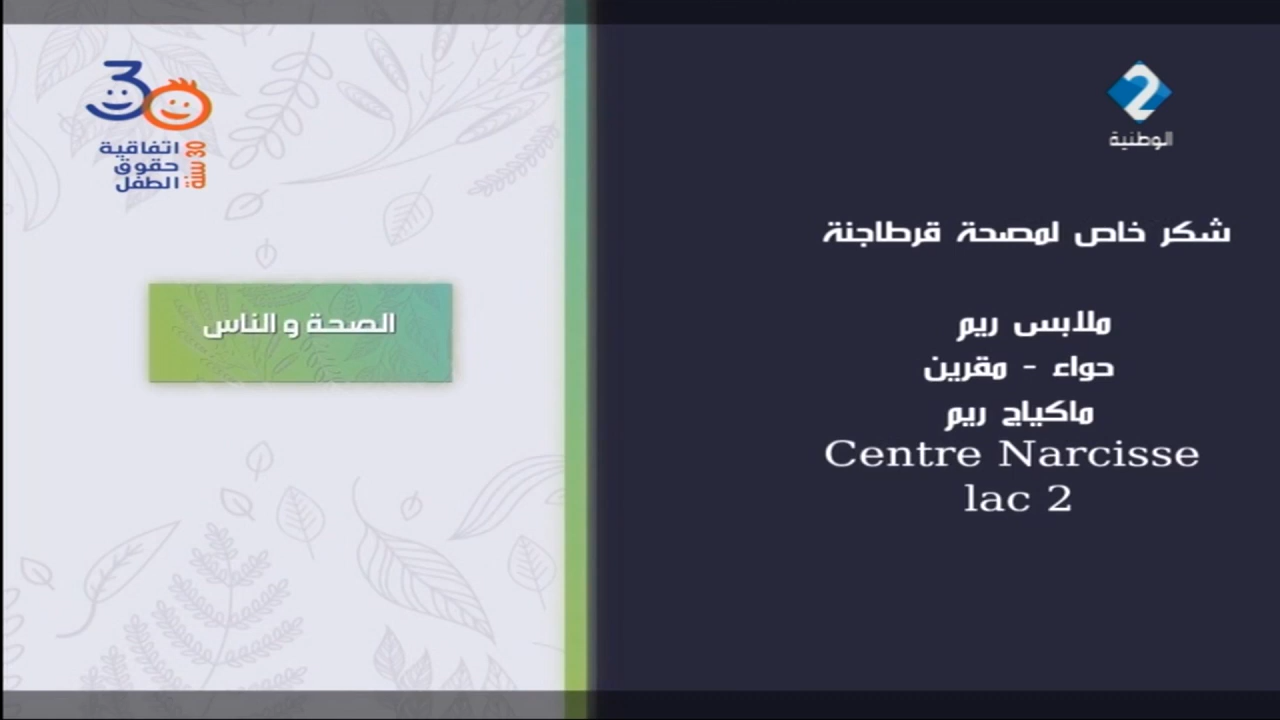 30
30 سنة
اتفاقية
حقوق
الطفل
الصحة و الناس
2
الوطنية
شكر خاص لمصحة قرطاجنة
ملابس ريم
حواء - مقرين
ماكياج ريم
Centre Narcisse
lac 2